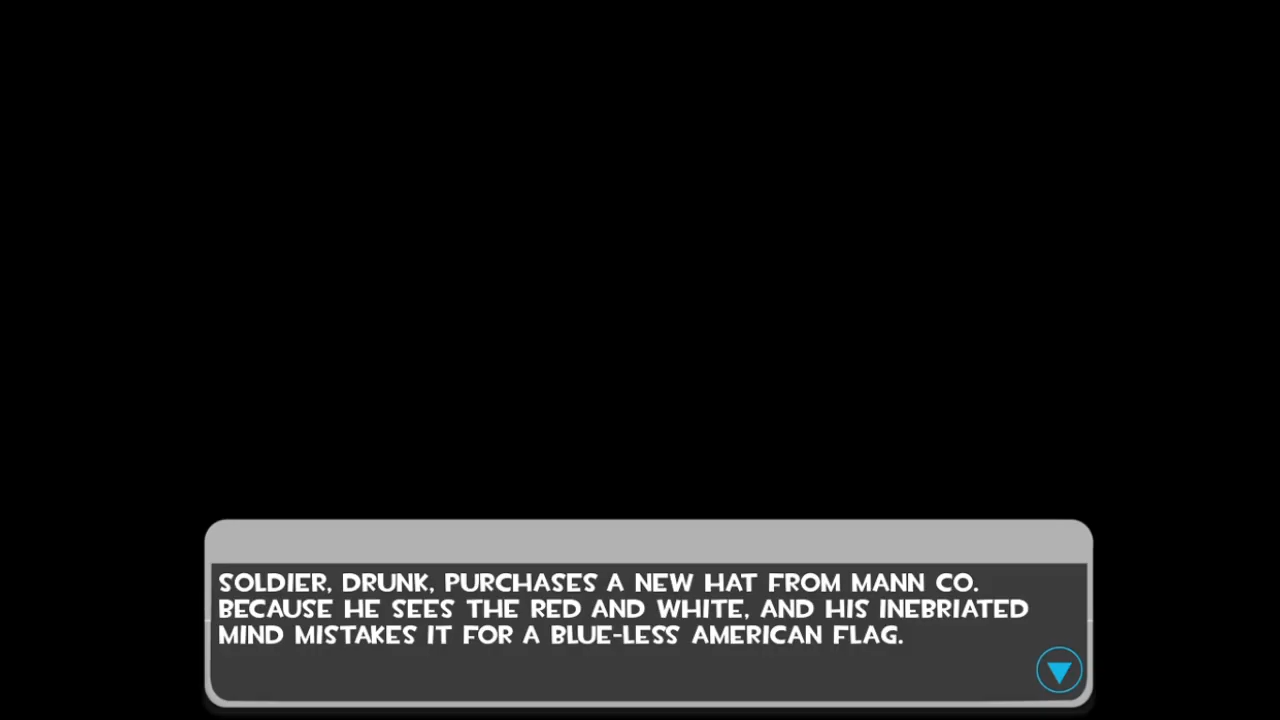 SOLDIER, DRUNK, PURCHASES A NEW HAT FROM MANN CO.
BECAUSE HE SEES THE RED AND WHITE, AND HIS INEBRIATED
MIND MISTAKES IT FOR A BLUE-LESS AMERICAN FLAG.